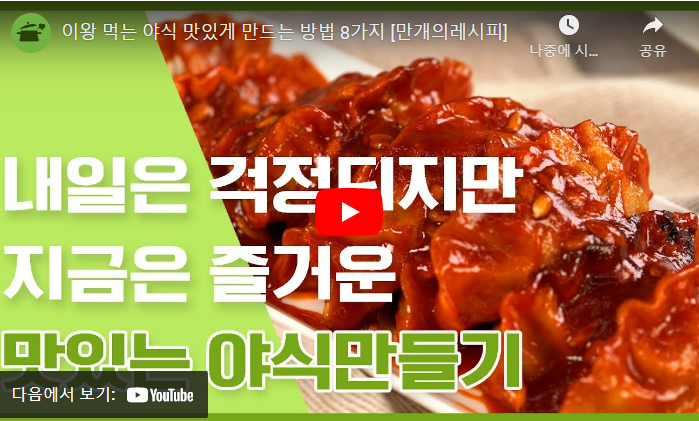 이왕 먹는 야식 맛있게 만드는 방법 8가지 [만개의레시피]
나중에 시...
공유
내일은 걱정되지만
지금은 즐거운
맛있는 야식만들기
다음에서 보기: YouTube